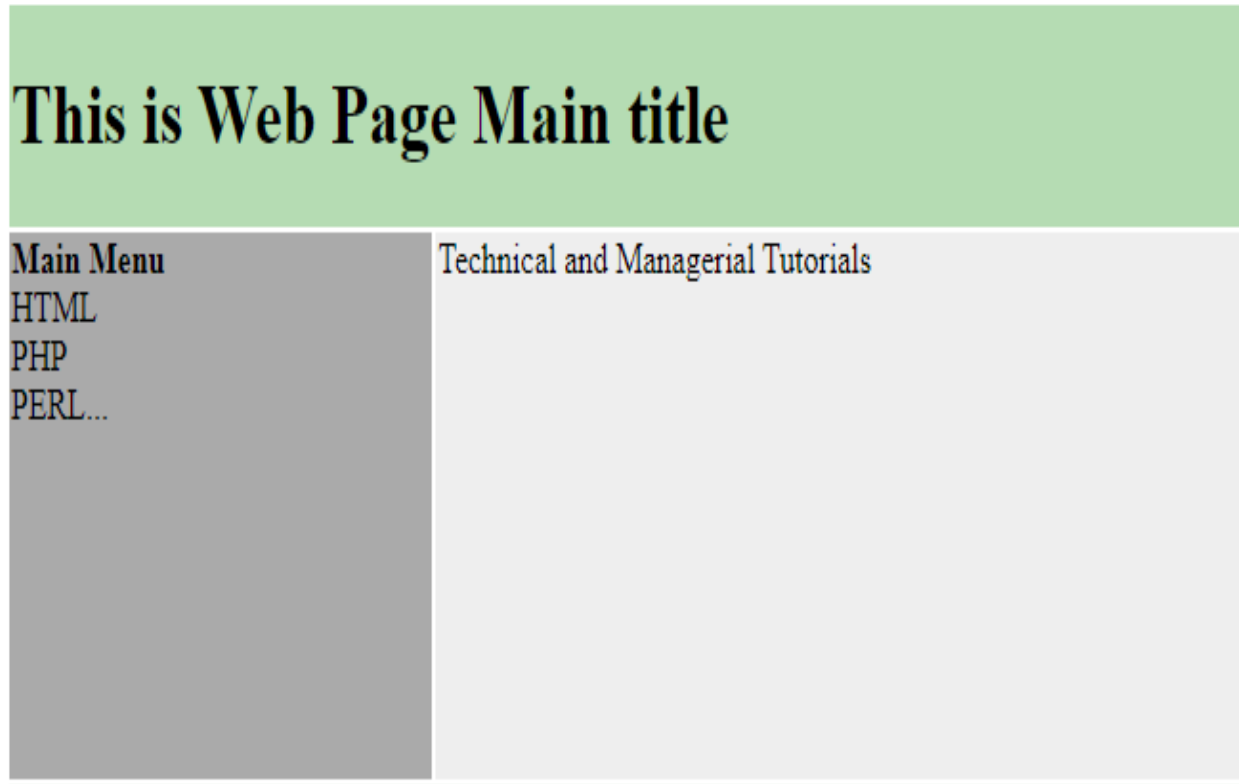 This is Web Page Main title
Main Menu
HTML
PHP
PERL...
Technical and Managerial Tutorials